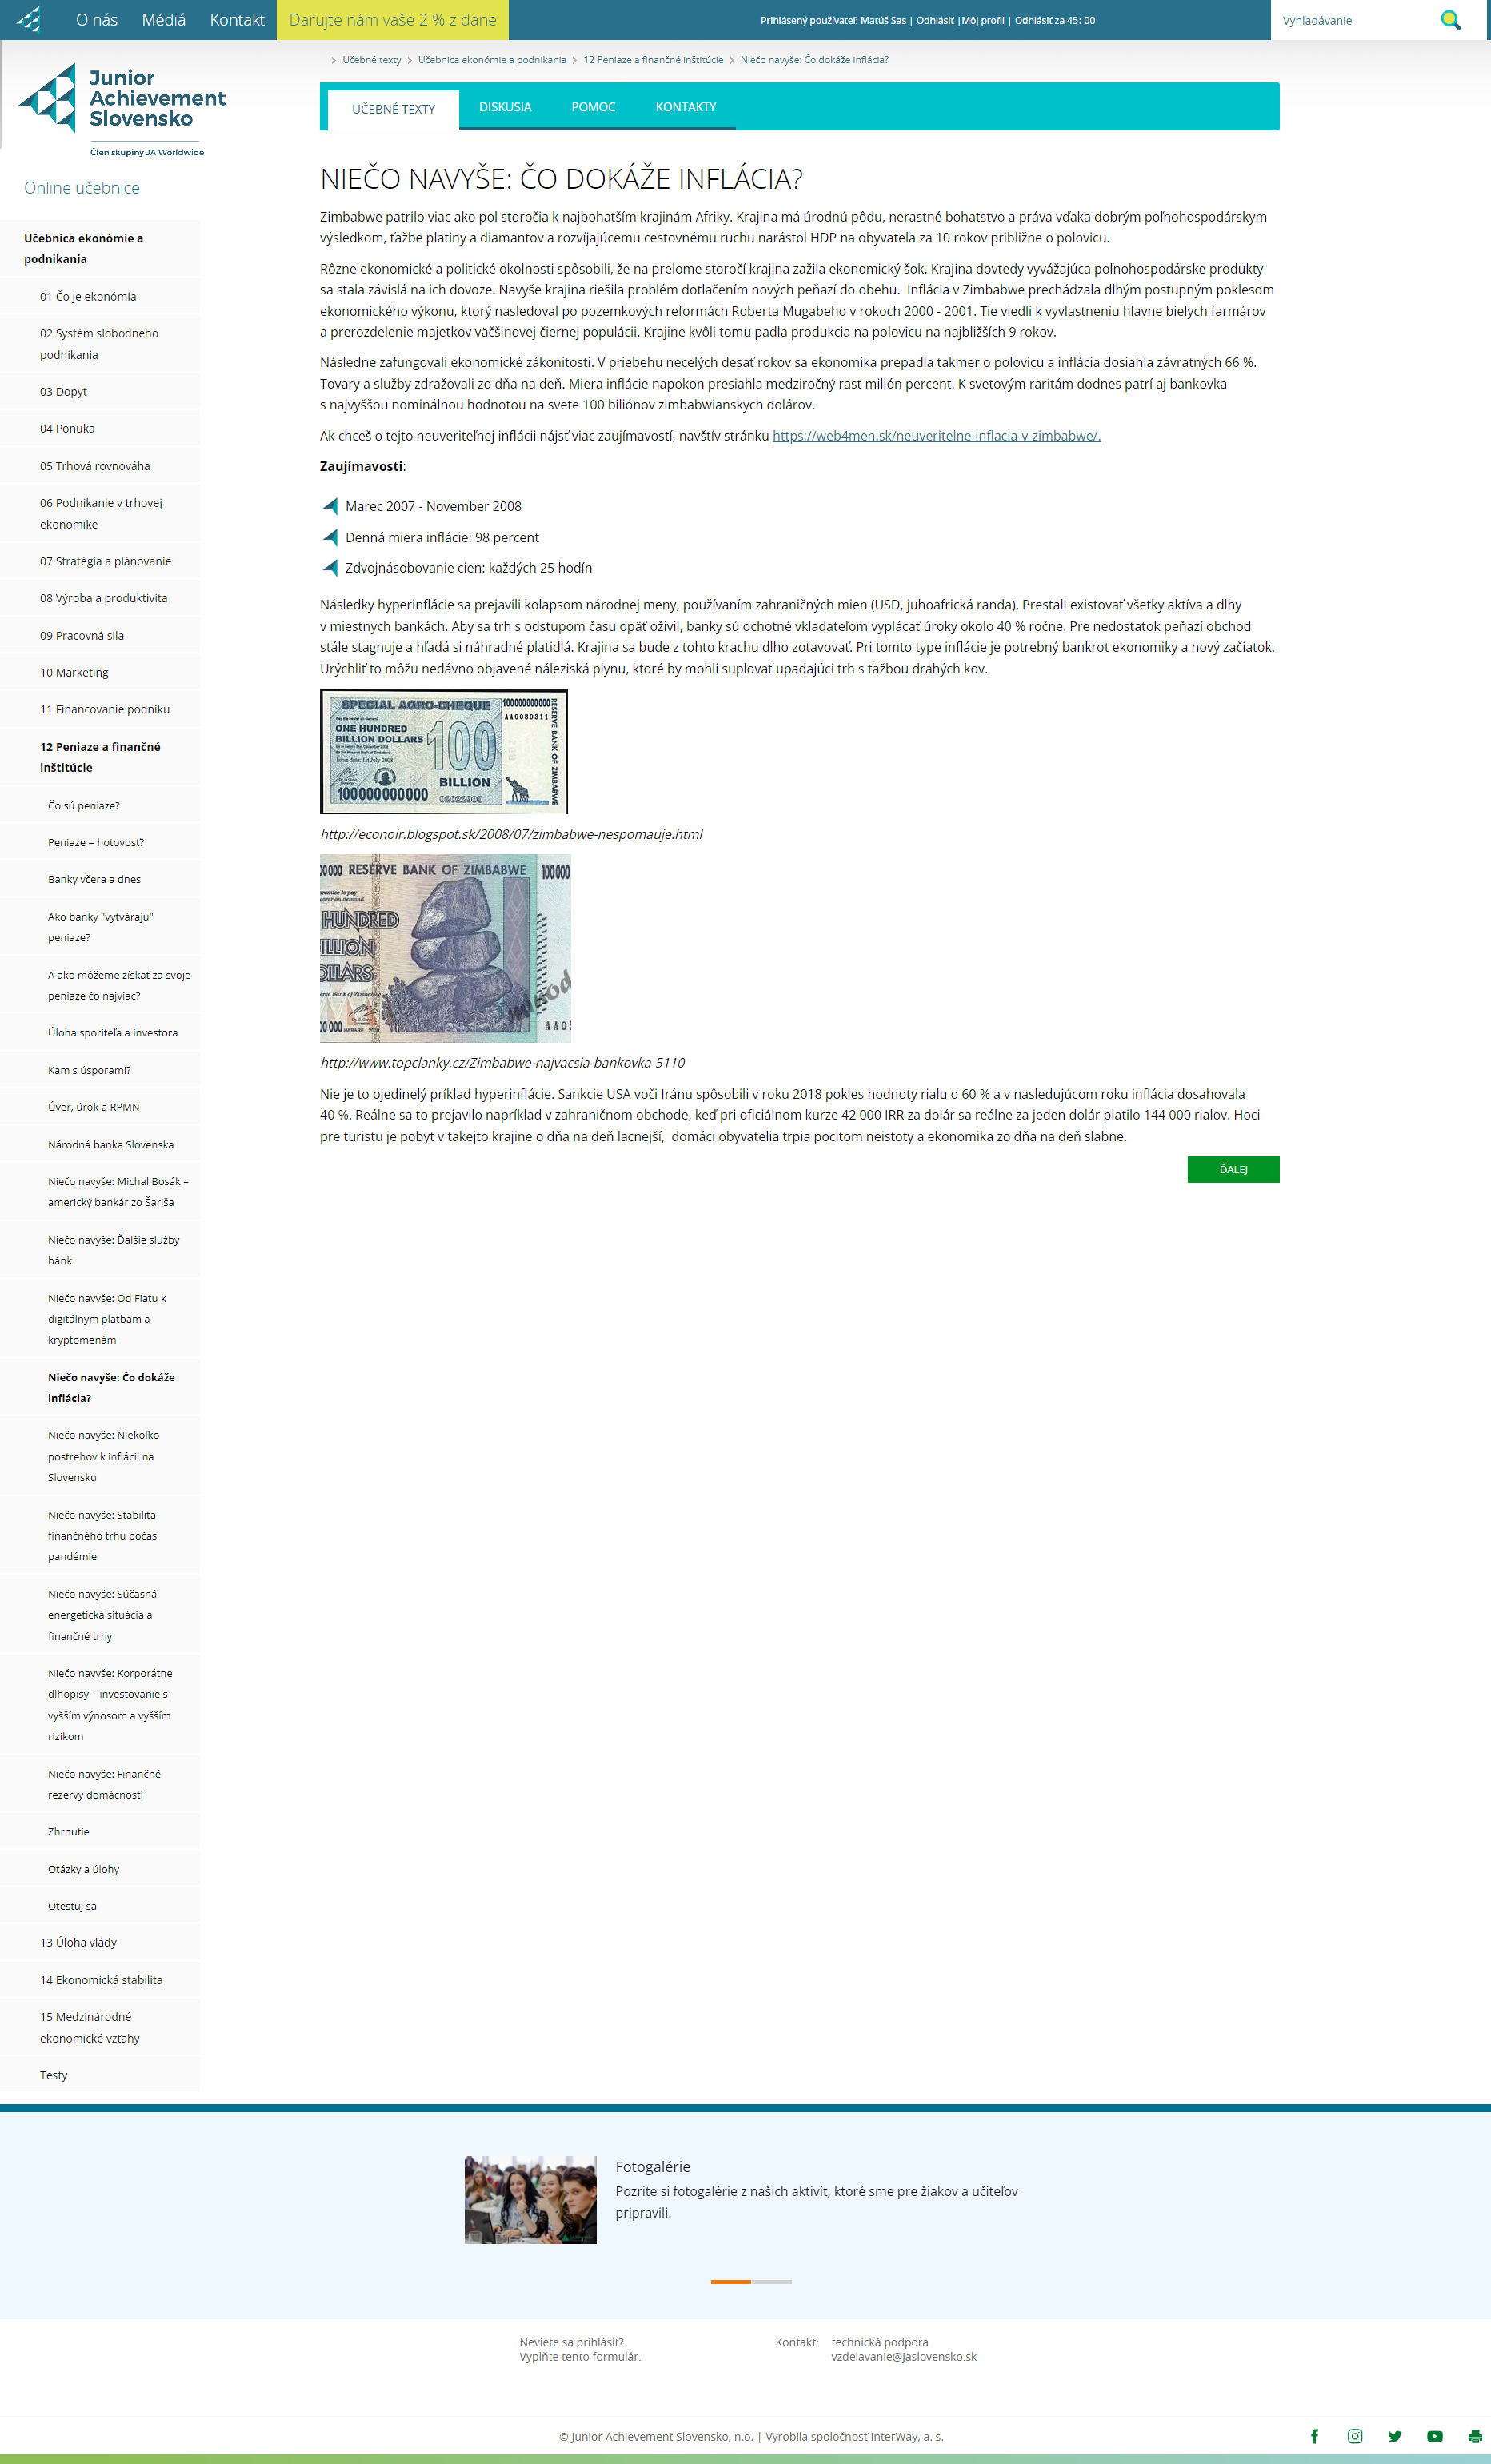 O nás Médiá Kontakt Darujte nám vaše 2 % z dane Prihlásený používateľ: Matúš Sas | Odhlásiť |Môj profil | Odhlásiť za 45: 00 Vyhľadávanie
Učebné texty Učebnica ekonómie a podnikania 12 Peniaze a finančné inštitúcie Niečo navyše: Čo dokáže inflácia?
Junior
Achievement
Slovensko
Člen skupiny JA Worldwide
UČEBNÉ TEXTY DISKUSIA POMOC KONTAKTY
Online učebnice
Učebnica ekonómie a
podnikania
01 Čo je ekonómia
02 Systém slobodného
podnikania
03 Dopyt
04 Ponuka
05 Trhová rovnováha
06 Podnikanie v trhovej
ekonomike
07 Stratégia a plánovanie
08 Výroba a produktivita
09 Pracovná sila
10 Marketing
11 Financovanie podniku
12 Peniaze a finančné
inštitúcie
Čo sú peniaze?
Peniaze = hotovosť?
Banky včera a dnes
Ako banky "vytvárajú"
peniaze?
A ako môžeme získať za svoje
peniaze čo najviac?
Úloha sporiteľa a investora
Kam s úsporami?
Úver, úrok a RPMN
Národná banka Slovenska
Niečo navyše: Michal Bosák –
americký bankár zo Šariša
Niečo navyše: Ďalšie služby
bánk
Niečo navyše: Od Fiatu k
digitálnym platbám a
kryptomenám
Niečo navyše: Čo dokáže
inflácia?
Niečo navyše: Niekoľko
postrehov k inflácii na
Slovensku
Niečo navyše: Stabilita
finančného trhu počas
pandémie
Niečo navyše: Súčasná
energetická situácia a
finančné trhy
Niečo navyše: Korporátne
dlhopisy – investovanie s
vyšším výnosom a vyšším
rizikom
Niečo navyše: Finančné
rezervy domácností
Zhrnutie
Otázky a úlohy
Otestuj sa
13 Úloha vlády
14 Ekonomická stabilita
15 Medzinárodné
ekonomické vzťahy
Testy
NIEČO NAVYŠE: ČO DOKÁŽE INFLÁCIA?
Zimbabwe patrilo viac ako pol storočia k najbohatším krajinám Afriky. Krajina má úrodnú pôdu, nerastné bohatstvo a práva vďaka dobrým poľnohospodárskym
výsledkom, ťažbe platiny a diamantov a rozvíjajúcemu cestovnému ruchu narástol HDP na obyvateľa za 10 rokov približne o polovicu.
Rôzne ekonomické a politické okolnosti spôsobili, že na prelome storočí krajina zažila ekonomický šok. Krajina dovtedy vyvážajúca poľnohospodárske produkty
sa stala závislá na ich dovoze. Navyše krajina riešila problém dotlačením nových peňazí do obehu. Inflácia v Zimbabwe prechádzala dlhým postupným poklesom
ekonomického výkonu, ktorý nasledoval po pozemkových reformách Roberta Mugabeho v rokoch 2000 - 2001. Tie viedli k vyvlastneniu hlavne bielych farmárov
a prerozdelenie majetkov väčšinovej čiernej populácii. Krajine kvôli tomu padla produkcia na polovicu na najbližších 9 rokov.
Následne zafungovali ekonomické zákonitosti. V priebehu necelých desať rokov sa ekonomika prepadla takmer o polovicu a inflácia dosiahla závratných 66 %.
Tovary a služby zdražovali zo dňa na deň. Miera inflácie napokon presiahla medziročný rast milión percent. K svetovým raritám dodnes patrí aj bankovka
s najvyššou nominálnou hodnotou na svete 100 biliónov zimbabwianskych dolárov.
Ak chceš o tejto neuveriteľnej inflácii nájsť viac zaujímavostí, navštív stránku https://web4men.sk/neuveritelne-inflacia-v-zimbabwe/.
Zaujímavosti:
Marec 2007 - November 2008
Denná miera inflácie: 98 percent
Zdvojnásobovanie cien: každých 25 hodín
Následky hyperinflácie sa prejavili kolapsom národnej meny, používaním zahraničných mien (USD, juhoafrická randa). Prestali existovať všetky aktíva a dlhy
v miestnych bankách. Aby sa trh s odstupom času opäť oživil, banky sú ochotné vkladateľom vyplácať úroky okolo 40 % ročne. Pre nedostatok peňazí obchod
stále stagnuje a hľadá si náhradné platidlá. Krajina sa bude z tohto krachu dlho zotavovať. Pri tomto type inflácie je potrebný bankrot ekonomiky a nový začiatok.
Urýchliť to môžu nedávno objavené náleziská plynu, ktoré by mohli suplovať upadajúci trh s ťažbou drahých kov.
SPECIAL AGRO-CHEQUE 100000000000
Pay the bearer on demand AA0080311
ONE HUNDRED
BILLION DOLLARS 100
for the Reserve Bank of Zimbabwe
Issue date: 1st July 2008
BILLION
100000000000
RESERVE BANK OF ZIMBABWE
http://econoir.blogspot.sk/2008/07/zimbabwe-nespomauje.html
00000 RESERVE BANK OF ZIMBABWE 100000
promise to pay
HUNDRED
ILLION
OLLARS
erve Bank of Zimbabwe
00 000 HARARE AA0
http://www.topclanky.cz/Zimbabwe-najvacsia-bankovka-5110
Nie je to ojedinelý príklad hyperinflácie. Sankcie USA voči Iránu spôsobili v roku 2018 pokles hodnoty rialu o 60 % a v nasledujúcom roku inflácia dosahovala
40 %. Reálne sa to prejavilo napríklad v zahraničnom obchode, keď pri oficiálnom kurze 42 000 IRR za dolár sa reálne za jeden dolár platilo 144 000 rialov. Hoci
pre turistu je pobyt v takejto krajine o dňa na deň lacnejší, domáci obyvatelia trpia pocitom neistoty a ekonomika zo dňa na deň slabne.
ĎALEJ
Fotogalérie
Pozrite si fotogalérie z našich aktivít, ktoré sme pre žiakov a učiteľov
pripravili.
Neviete sa prihlásiť?
Vyplňte tento formulár.
Kontakt: technická podpora
vzdelavanie@jaslovensko.sk
© Junior Achievement Slovensko, n.o. | Vyrobila spoločnosť InterWay, a. s.